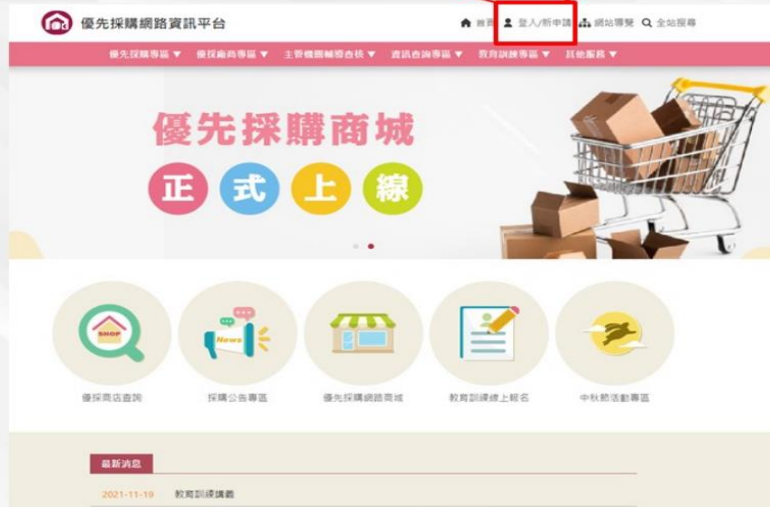 優先採購網路資訊平台
首頁 登入/新申請 網站導覽 全站搜尋
優先採購專區▼ 優採廠商專區▼ 主管機關輔導查核▼ 資訊查詢專區▼ 教育訓練專區▼ 其他服務▼
優先採購商城
正式上線
SHOP
News
優採商店查詢 採購公告專區 優先採購網路商城 教育訓練線上報名 中秋節活動專區
最新消息
2021-11-19 教育訓練講義